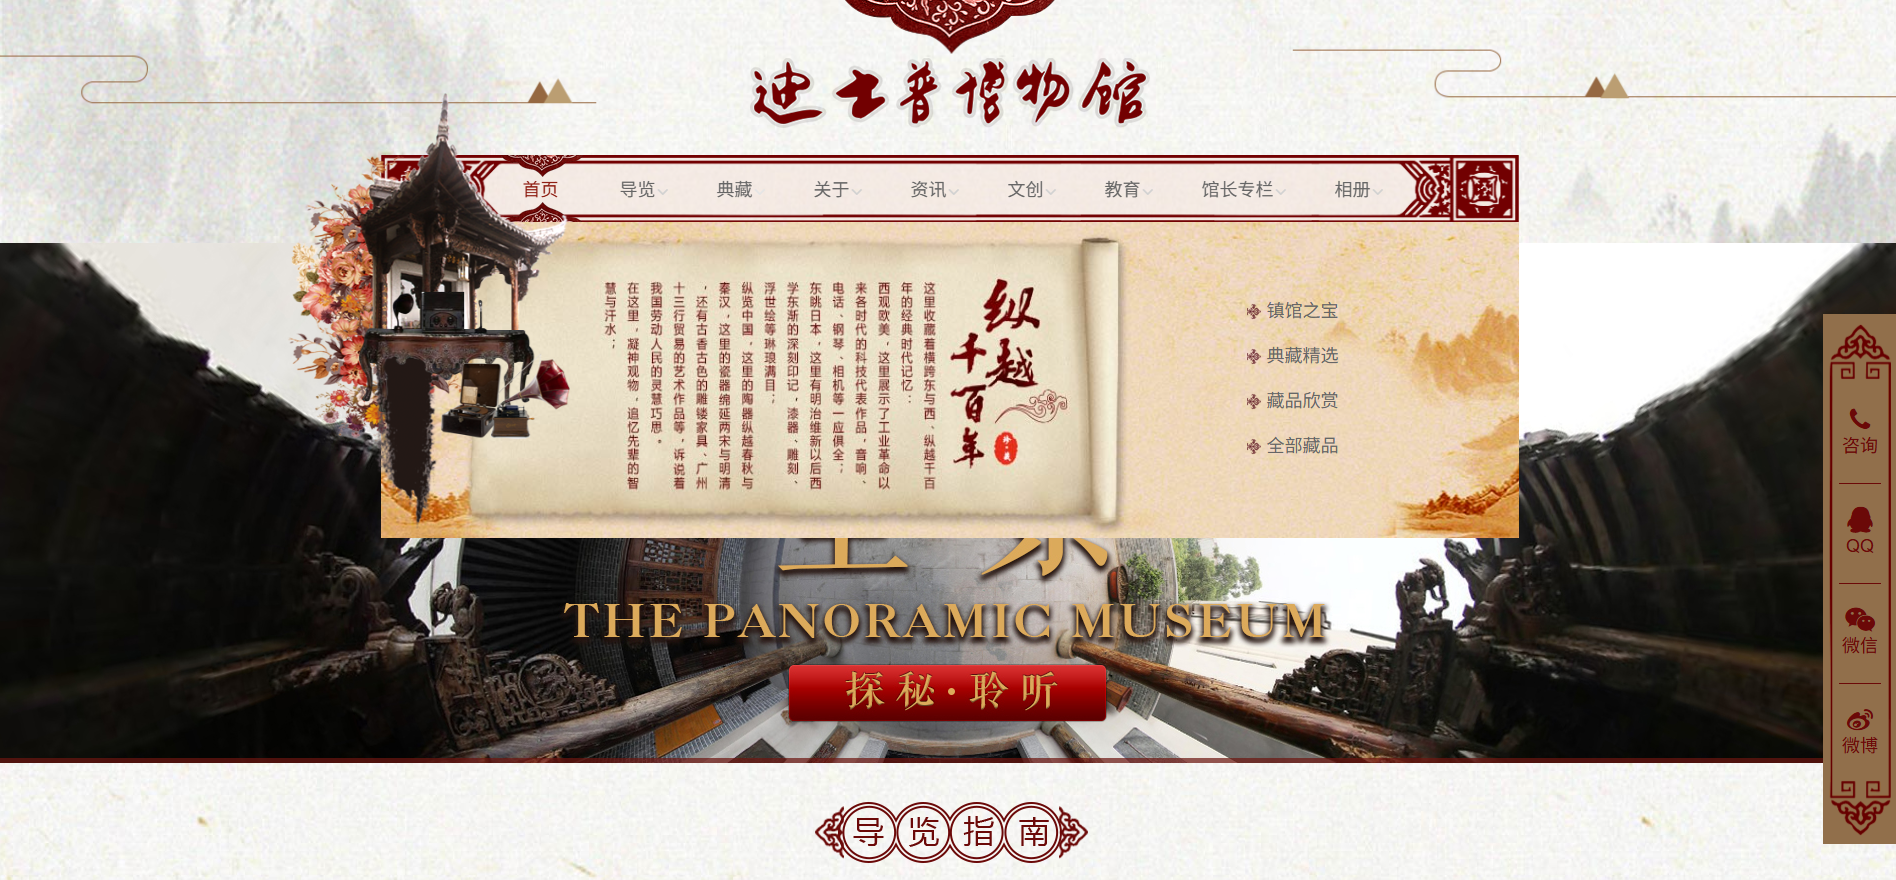 迪士普博物馆
首页
导览
典藏
关于
资讯
文创
教育
馆长专栏
相册
纵越
千百年
珍·藏
这里收藏着横跨东与西、纵越千百
年的经典时代记忆：
西观欧美，这里展示了工业革命以
来各时代的科技代表作品，音响、
电话、钢琴、相机等一应俱全；
东眺日本，这里有明治维新以后西
学东渐的深刻印记，漆器、雕刻、
浮世绘等琳琅满目；
纵览中国，这里的陶器纵越春秋与
秦汉，这里的瓷器绵延两宋与明清
，还有古香古色的雕镂家具、广州
十三行贸易的艺术作品等，诉说着
我国劳动人民的灵慧巧思。
在这里，凝神观物，追忆先辈的智
慧与汗水；
镇馆之宝
典藏精选
藏品欣赏
全部藏品
THE PANORAMIC MUSEUM
探秘·聆听
咨询
QQ
微信
微博
导览指南